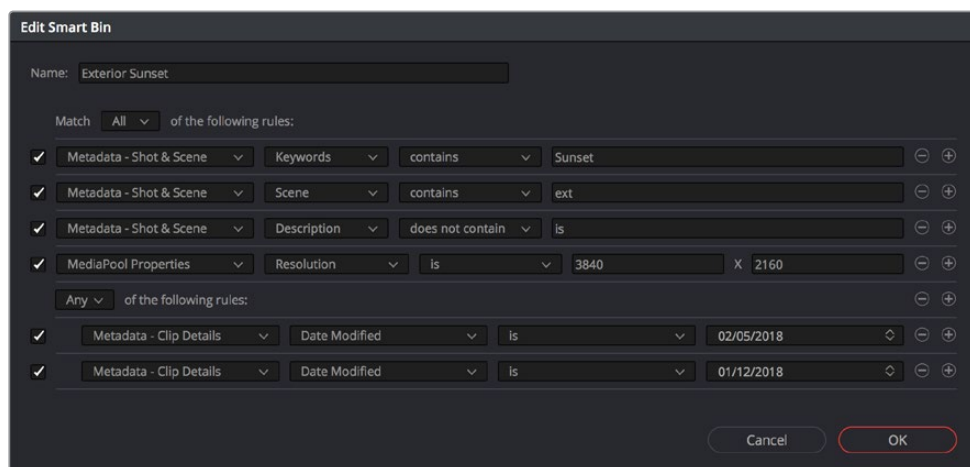 Edit Smart Bin
Name: Exterior Sunset
Match All of the following rules:
Metadata - Shot & Scene Keywords contains Sunset
Metadata - Shot & Scene Scene contains ext
Metadata - Shot & Scene Description does not contain is
MediaPool Properties Resolution is 3840 X 2160
Any of the following rules:
Metadata - Clip Details Date Modified is 02/05/2018
Metadata - Clip Details Date Modified is 01/12/2018
Cancel OK